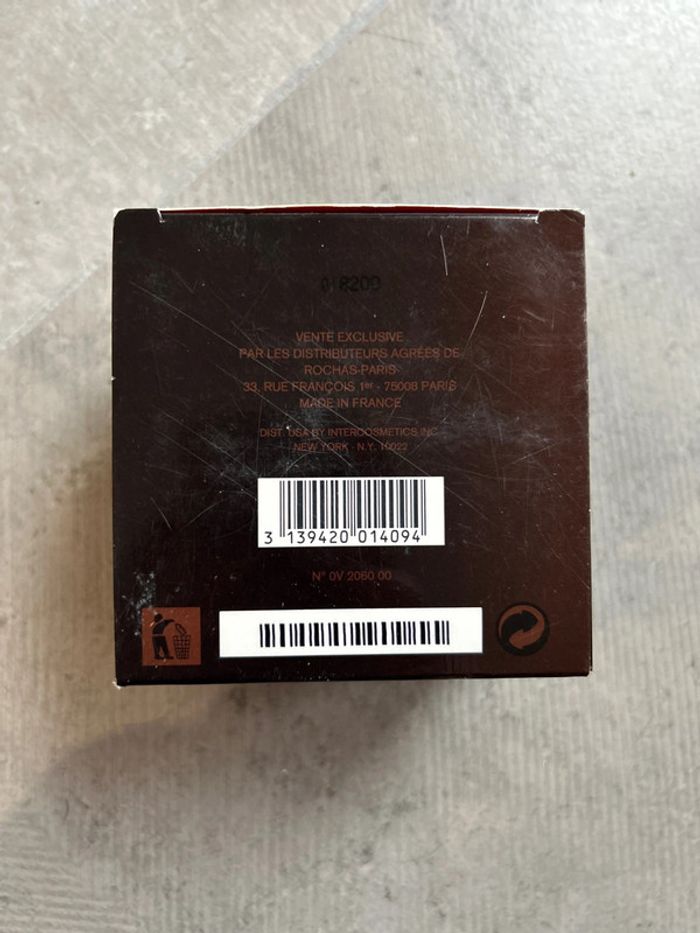 018200
VENTE EXCLUSIVE
PAR LES DISTRIBUTEURS AGRÉÉS DE
ROCHAS-PARIS
33, RUE FRANÇOIS 1er - 75008 PARIS
MADE IN FRANCE
DIST. USA BY INTERCOSMETICS INC
NEW YORK - N.Y. 10022
3 139420 014094
N° 0V 2060 00